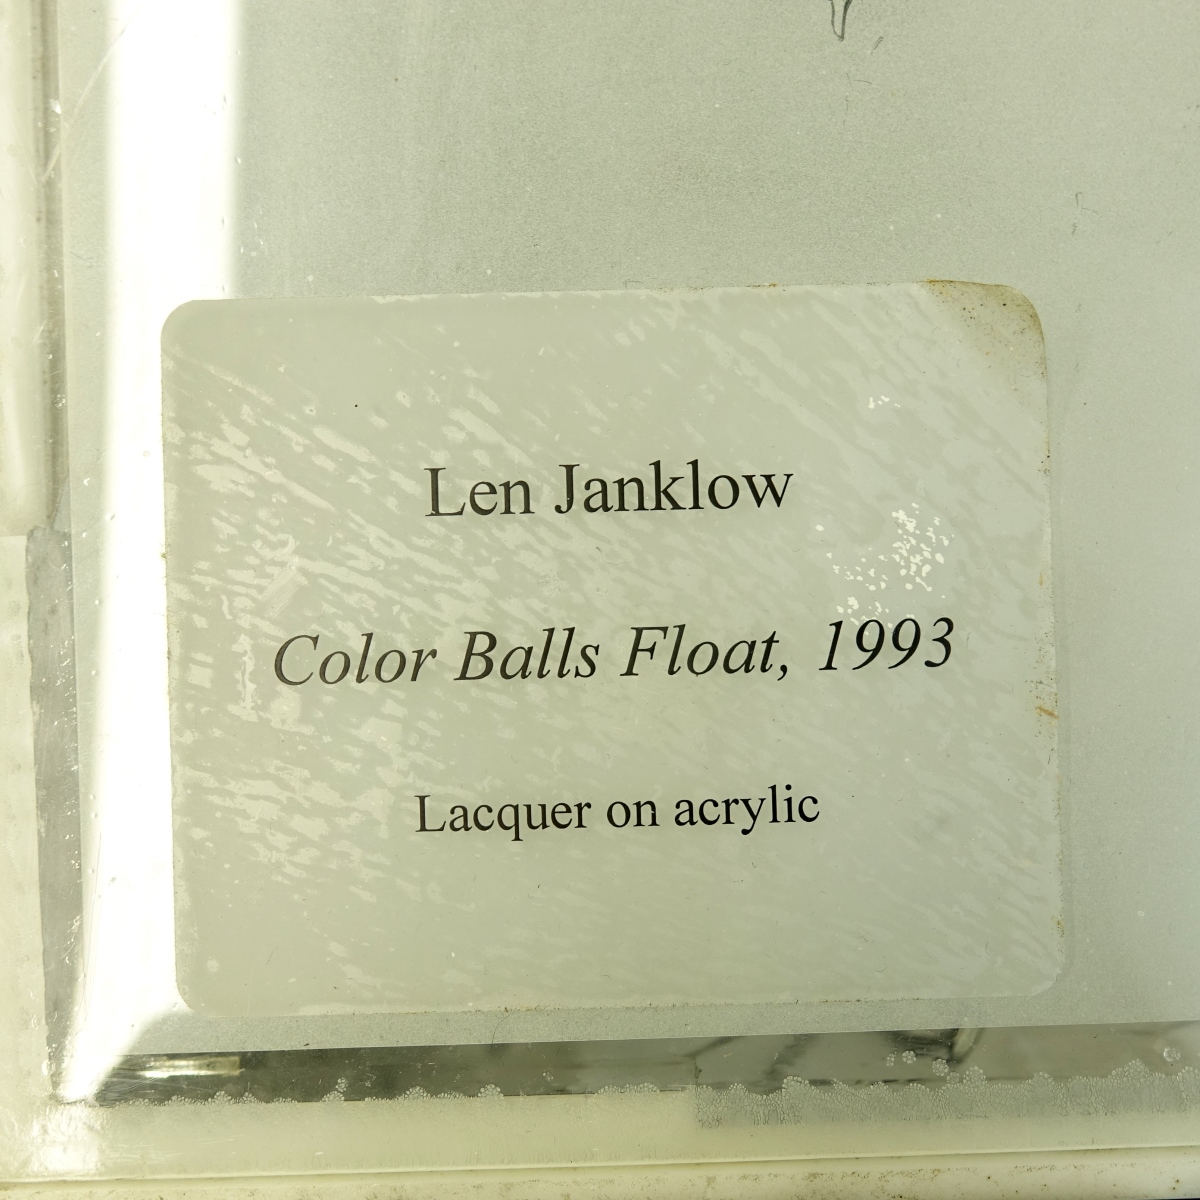 Len Janklow
Color Balls Float, 1993
Lacquer on acrylic